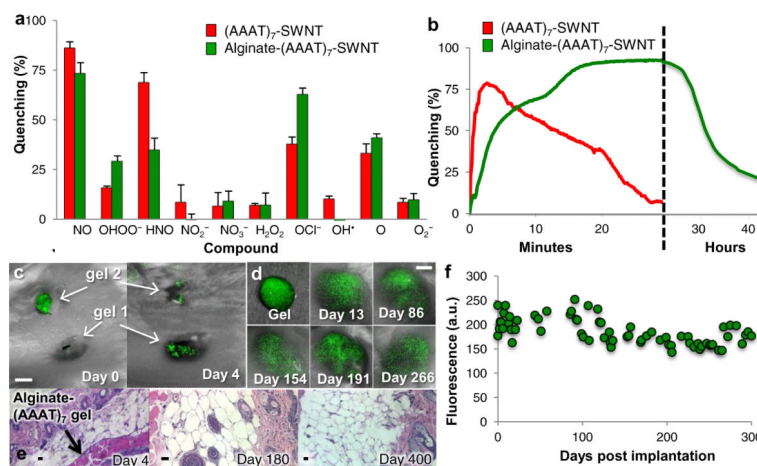 a
(AAAT)₇-SWNT
Alginate-(AAAT)₇-SWNT
Quenching (%)
100
75
50
25
0
NO OHOO⁻ HNO NO₂⁻ NO₃⁻ H₂O₂ OCl⁻ OH• O O₂⁻
Compound
b
(AAAT)₇-SWNT
Alginate-(AAAT)₇-SWNT
Quenching (%)
100
75
50
25
0
0 10 20 30 40
Minutes Hours
c
gel 2
gel 1
Day 0
Day 4
d
Gel
Day 13
Day 86
Day 154
Day 191
Day 266
Alginate-
(AAAT)₇ gel
e
Day 4
Day 180
Day 400
f
Fluorescence (a.u.)
300
250
200
150
100
50
0
0 100 200 300
Days post implantation